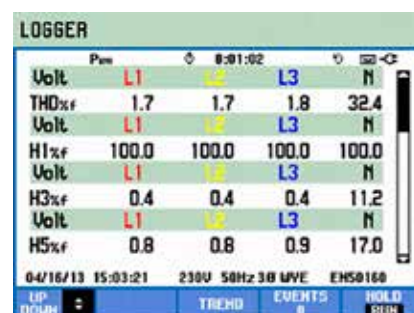 LOGGER
Puni 0:01:02
Volt L1 L2 L3 N
THD%f 1.7 1.7 1.8 32.4
Volt L1 L2 L3 N
H1%f 100.0 100.0 100.0 100.0
Volt L1 L2 L3 N
H3%f 0.4 0.4 0.4 11.2
Volt L1 L2 L3 N
H5%f 0.8 0.8 0.9 17.0
04/16/13 15:03:21 230V 50Hz 3Ø WYE EN50160
UP DOWN TREND EVENTS 0 HOLD RUN